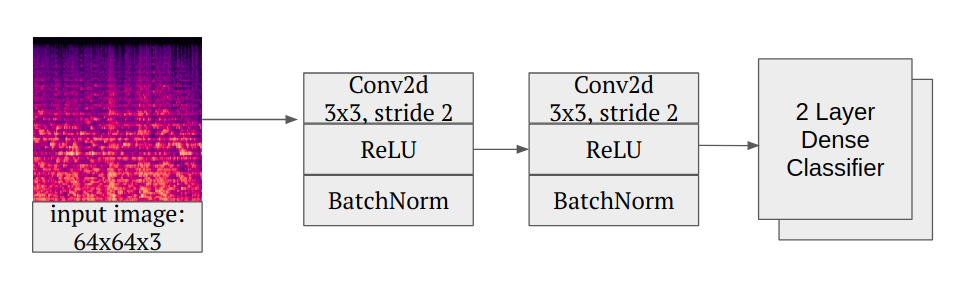 input image:
64x64x3
Conv2d
3x3, stride 2
ReLU
BatchNorm
Conv2d
3x3, stride 2
ReLU
BatchNorm
2 Layer
Dense
Classifier